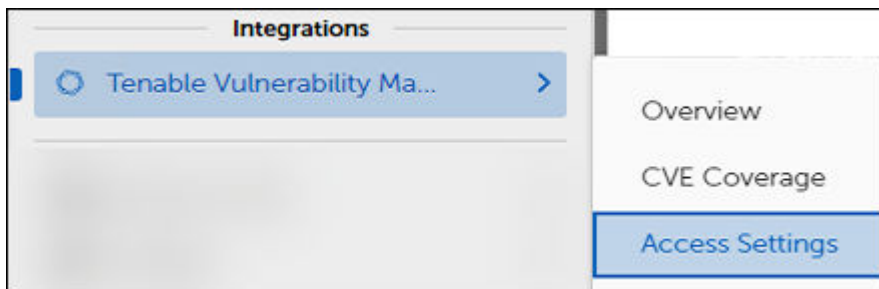 Integrations
Tenable Vulnerability Ma...
Overview
CVE Coverage
Access Settings